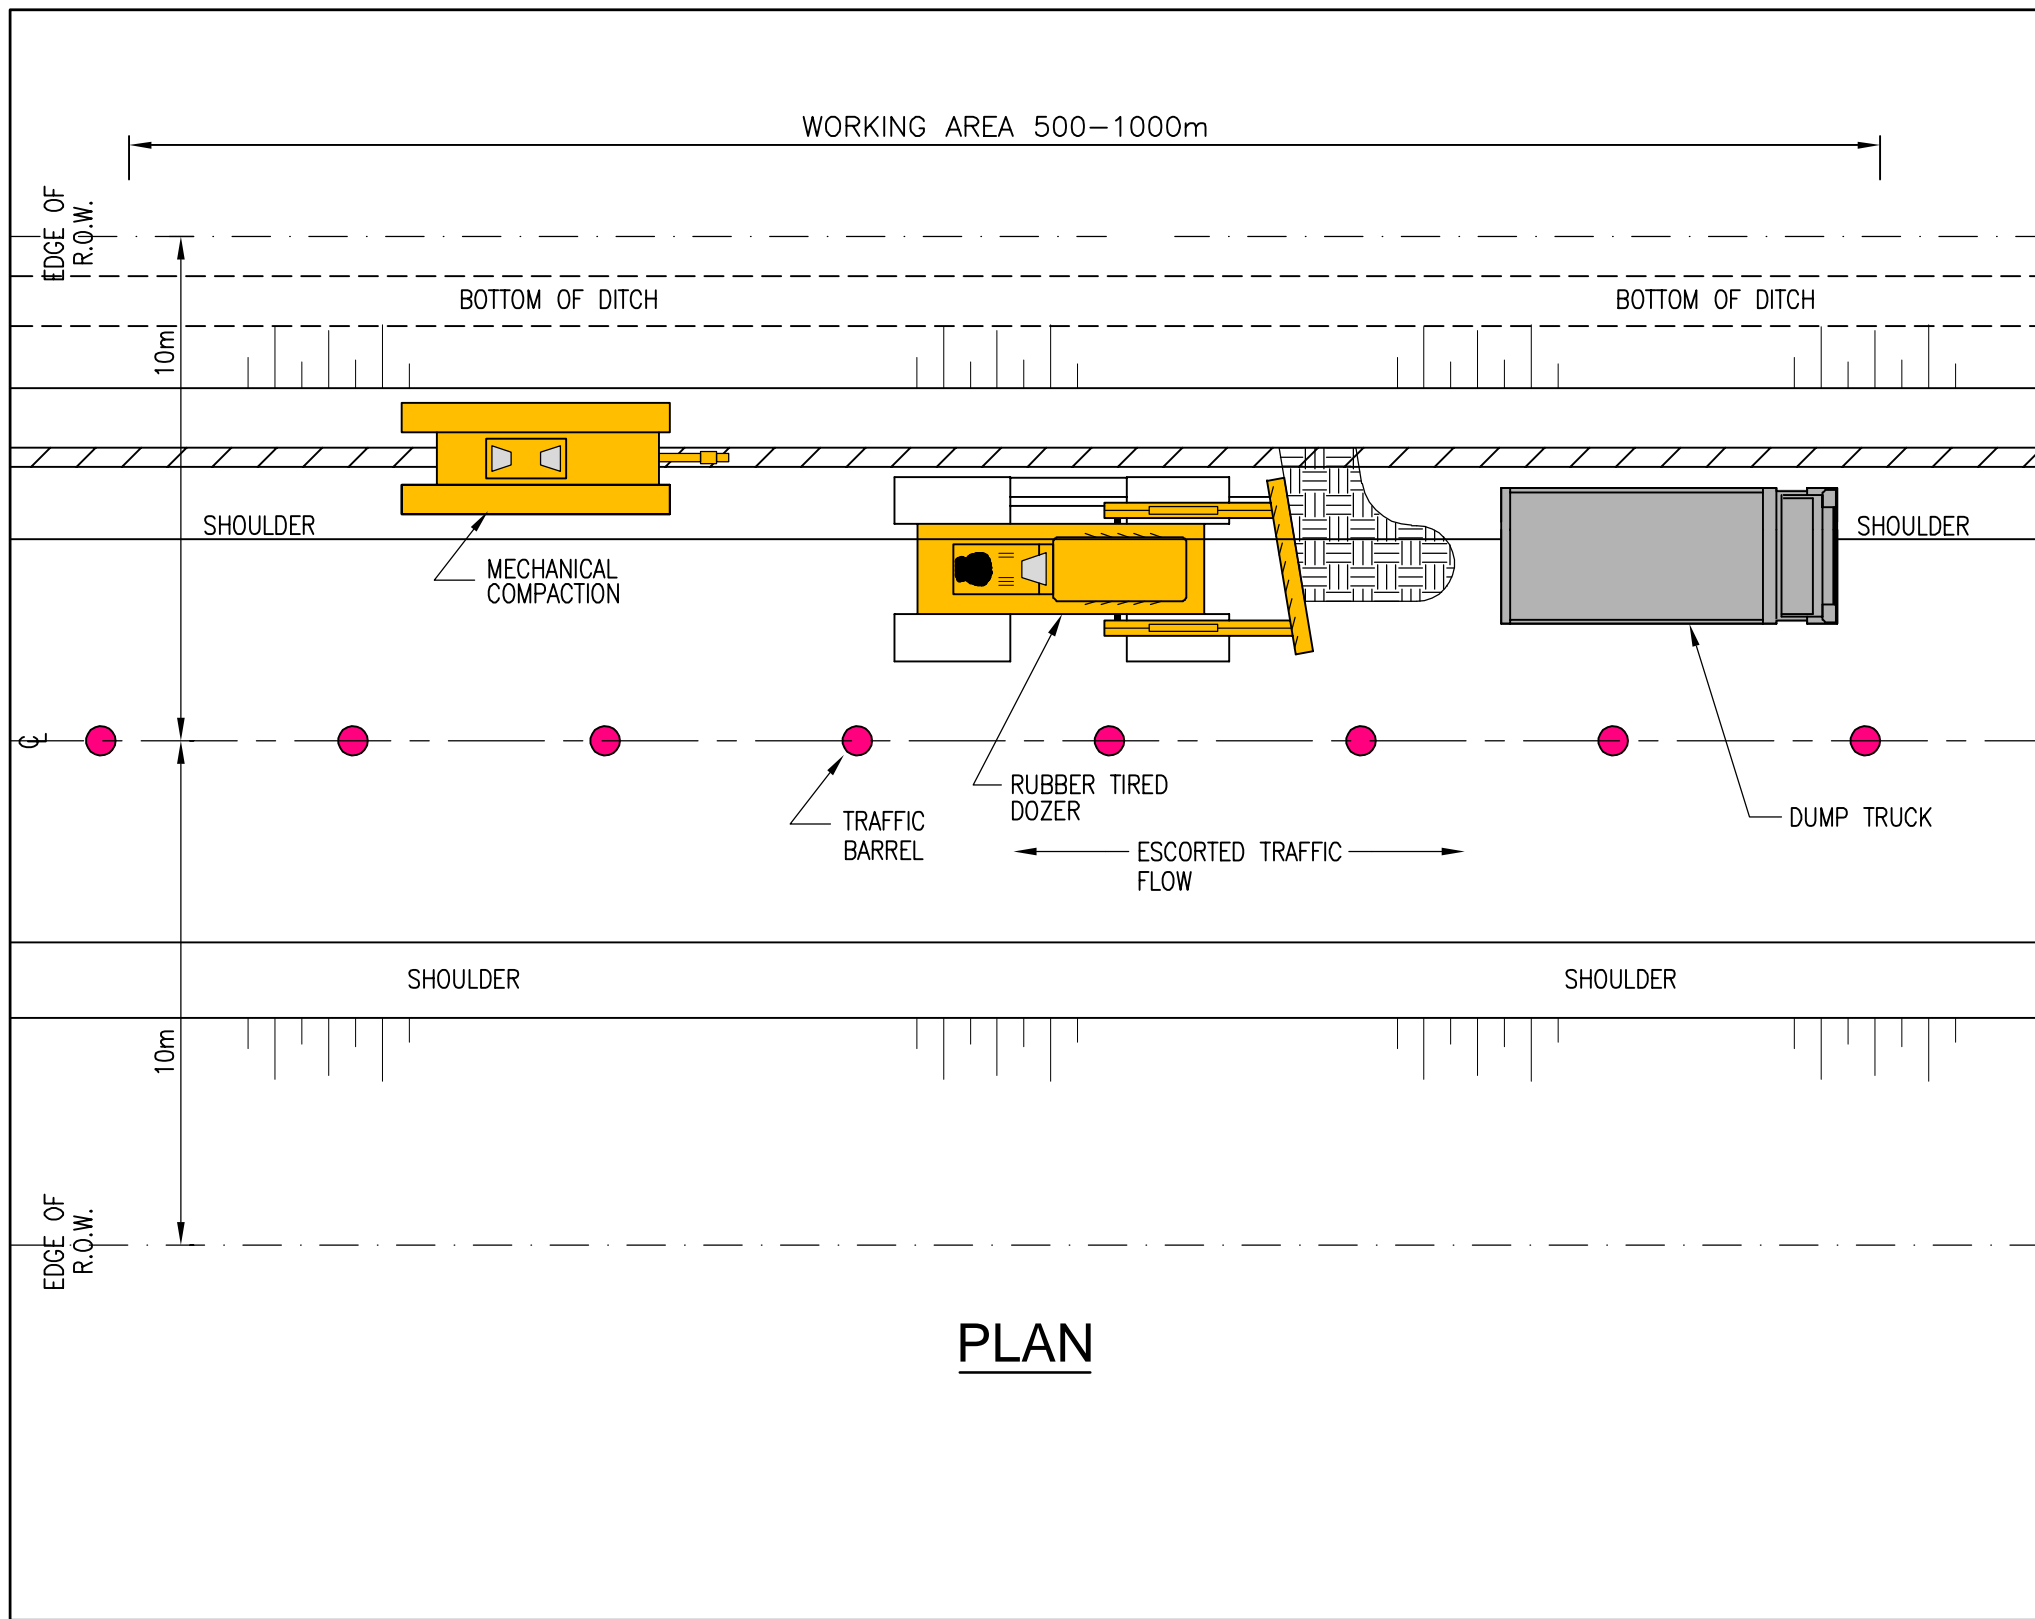 WORKING AREA 500-1000m
EDGE OF
R.O.W.
BOTTOM OF DITCH
BOTTOM OF DITCH
10m
SHOULDER
SHOULDER
MECHANICAL
COMPACTION
CL
RUBBER TIRED
DOZER
TRAFFIC
BARREL
DUMP TRUCK
ESCORTED TRAFFIC
FLOW
SHOULDER
SHOULDER
10m
EDGE OF
R.O.W.
PLAN